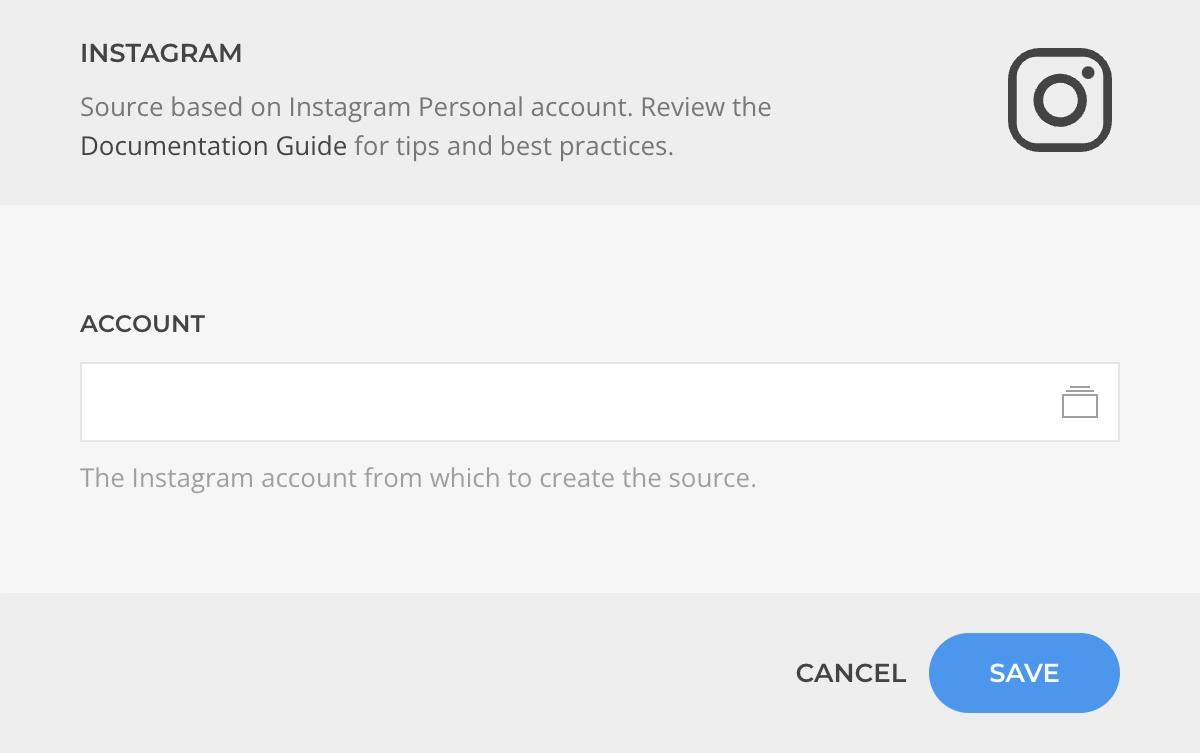 INSTAGRAM
Source based on Instagram Personal account. Review the
Documentation Guide for tips and best practices.
ACCOUNT
The Instagram account from which to create the source.
CANCEL SAVE